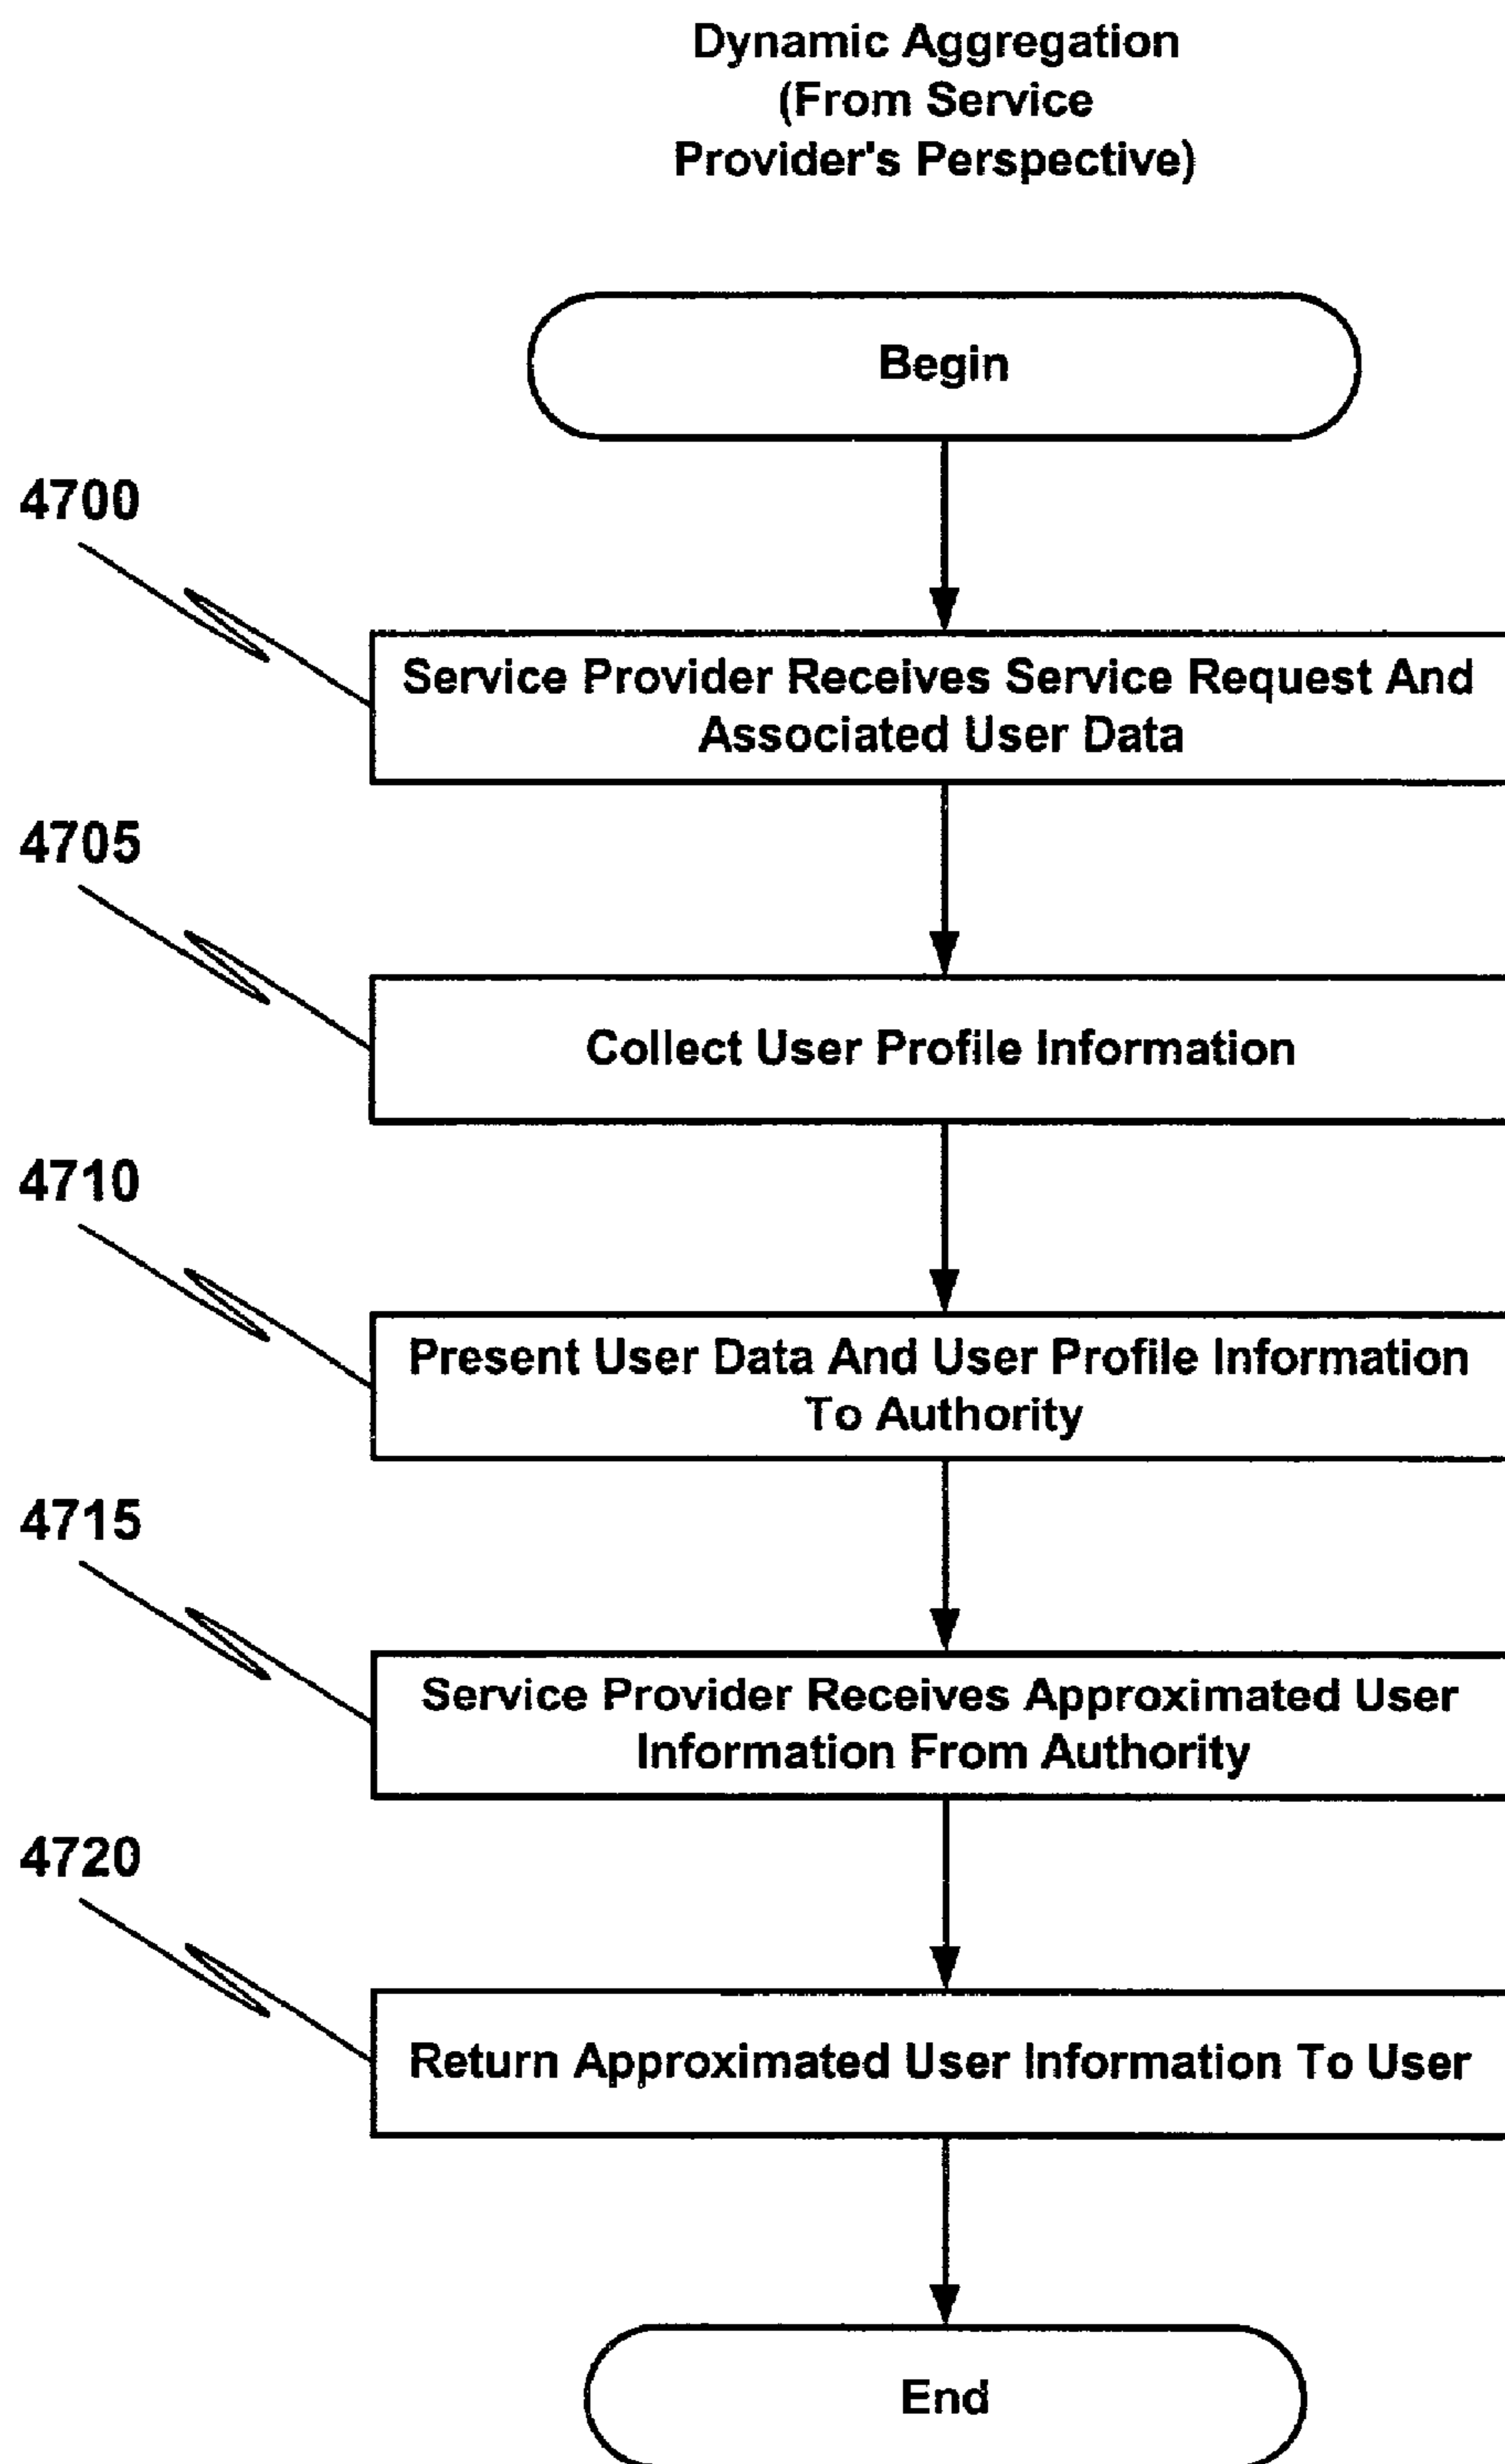 Dynamic Aggregation
(From Service
Provider's Perspective)
Begin
4700
Service Provider Receives Service Request And
Associated User Data
4705
Collect User Profile Information
4710
Present User Data And User Profile Information
To Authority
4715
Service Provider Receives Approximated User
Information From Authority
4720
Return Approximated User Information To User
End